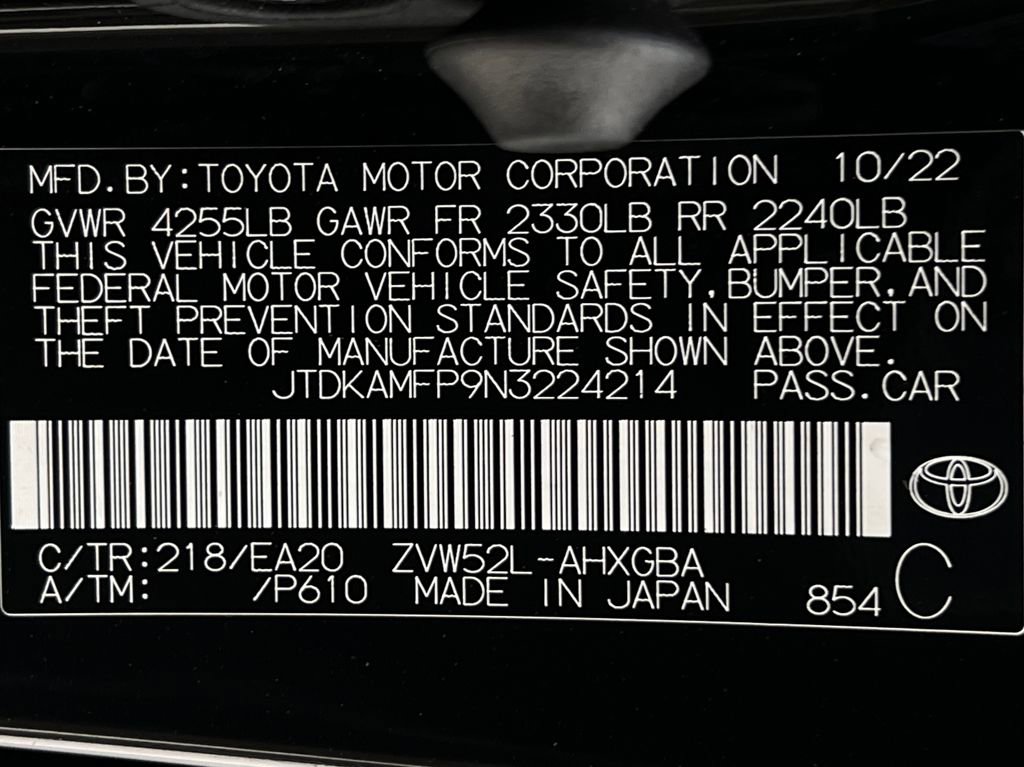 MFD.BY:TOYOTA MOTOR CORPORATION 10/22
GVWR 4255LB GAWR FR 2330LB RR 2240LB
THIS VEHICLE CONFORMS TO ALL APPLICABLE
FEDERAL MOTOR VEHICLE SAFETY,BUMPER,AND
THEFT PREVENTION STANDARDS IN EFFECT ON
THE DATE OF MANUFACTURE SHOWN ABOVE.
JTDKAMFP9N3224214 PASS.CAR
C/TR:218/EA20 ZVW52L-AHXGBA
A/TM: /P610 MADE IN JAPAN 854 C